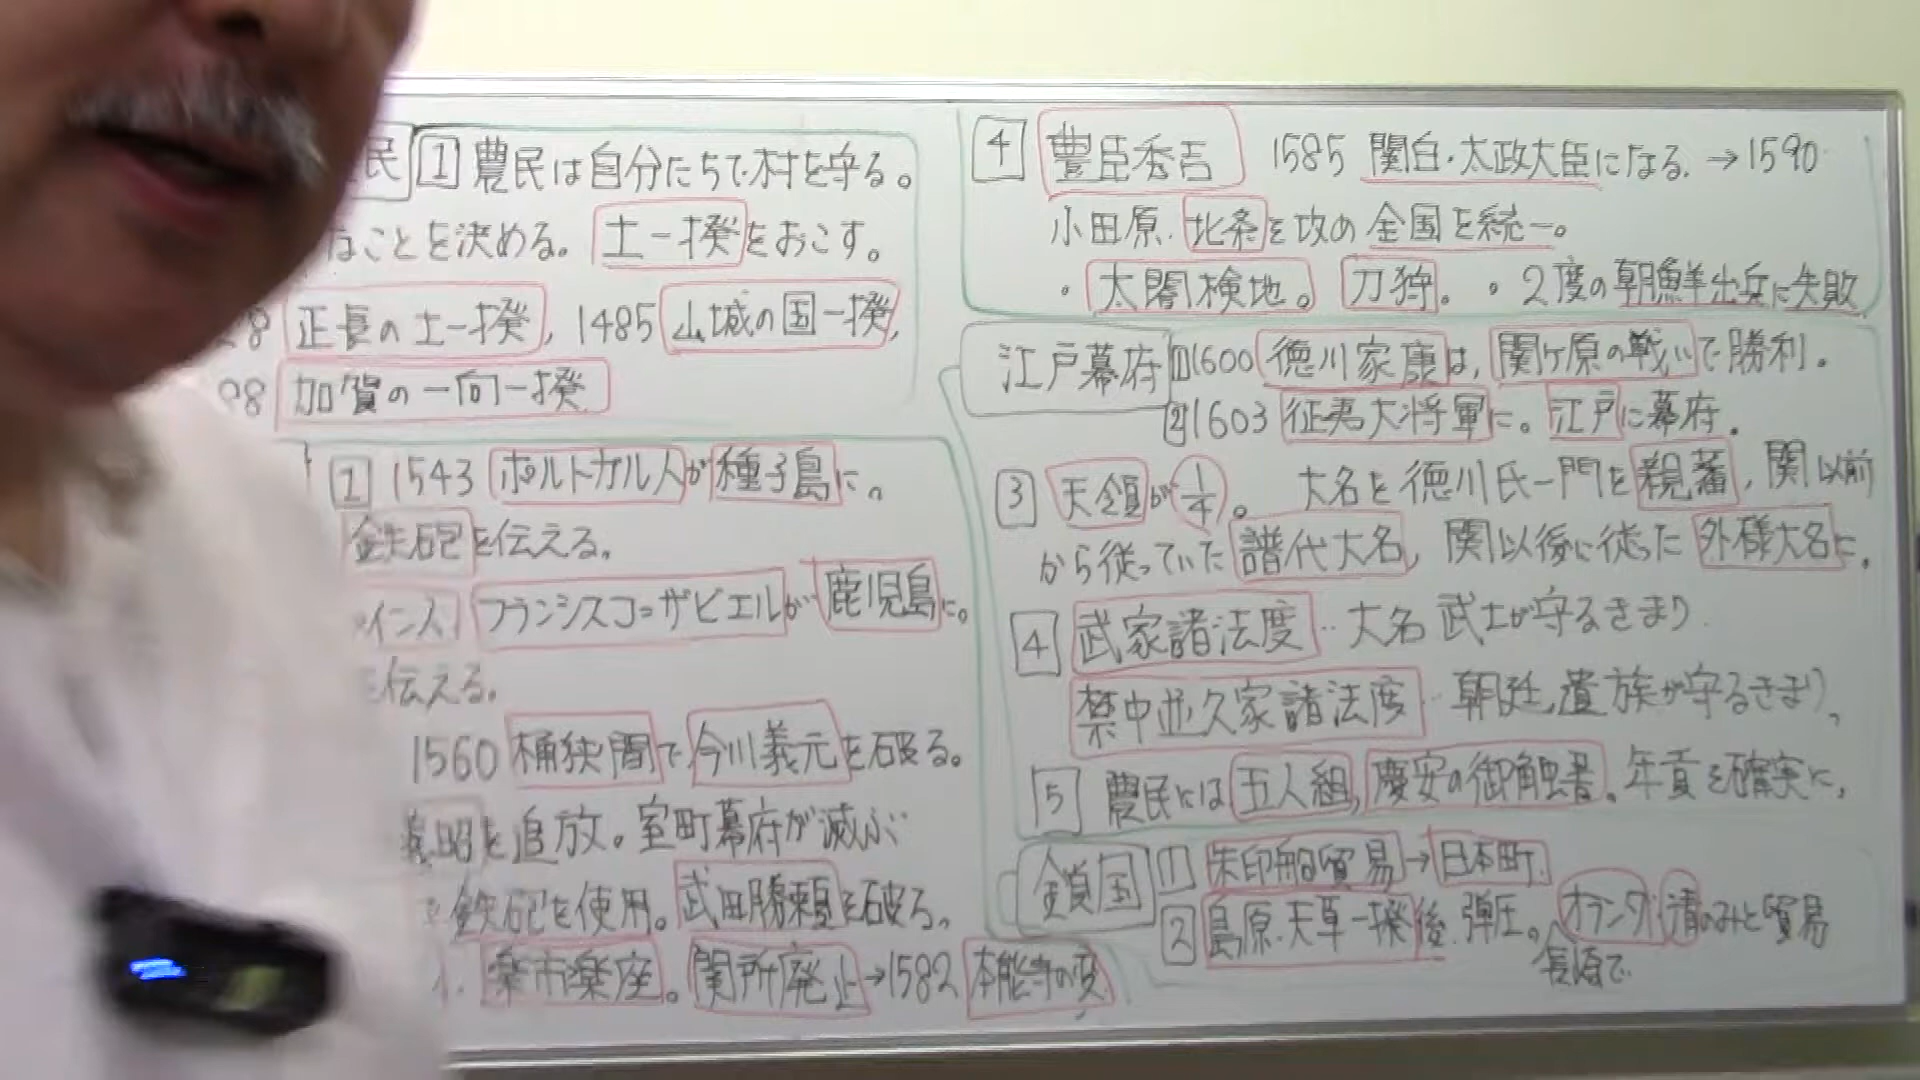 民 1 農民は自分たちで村を守る。
なことを決める。土一揆をおこす。
28 正長の土一揆, 1485 山城の国一揆,
98 加賀の一向一揆
1 1543 ポルトガル人が種子島に。
鉄砲を伝える。
イン人 フランシスコ=ザビエルが鹿児島に。
を伝える。
1560 桶狭間で今川義元を破る。
義昭を追放。室町幕府が滅ぶ
鉄砲を使用。武田勝頼を破る。
楽市楽座。関所廃止→1582 本能寺の変
4 豊臣秀吉 1585 関白・太政大臣になる。→1590
小田原.北条を攻め全国を統一。
・太閤検地。刀狩。・2度の朝鮮出兵に失敗
江戸幕府 1 1600 徳川家康は,関ケ原の戦いで勝利。
2 1603 征夷大将軍に。江戸に幕府.
3 天領が1/4。大名を徳川氏一門を親藩,関以前
から従っていた譜代大名,関以後に従った外様大名に.
4 武家諸法度‥大名 武士が守るきまり
禁中並久家諸法度‥朝廷,遺族が守るきまり,
5 農民には五人組,慶安の御触書。年貢を確実に,
鎖国 1 朱印船貿易→日本町.
2 島原・天草一揆後.弾圧。オランダ,清のみと貿易
長崎で